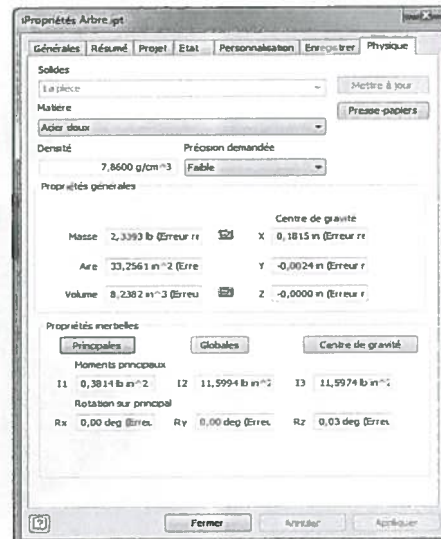 iPropriétés Arbre.ipt
Générales Résumé Projet Etat Personnalisation Enregistrer Physique
Solides
La pièce Mettre à jour
Matière Presse-papiers
Acier doux
Densité Précision demandée
7,8600 g/cm^3 Faible
Propriétés générales
Centre de gravité
Masse 2,3393 lb (Erreur re X 0,1815 in (Erreur re
Aire 33,2561 in^2 (Erre Y -0,0024 in (Erreur r
Volume 8,2382 in^3 (Erreu Z -0,0000 in (Erreur r
Propriétés inertielles
Principales Globales Centre de gravité
Moments principaux
I1 0,3814 lb in^2 I2 11,5994 lb in^2 I3 11,5974 lb in^2
Rotation sur principal
Rx 0,00 deg (Erreu Ry 0,00 deg (Erreu Rz 0,03 deg (Erreu
? Fermer Annuler Appliquer